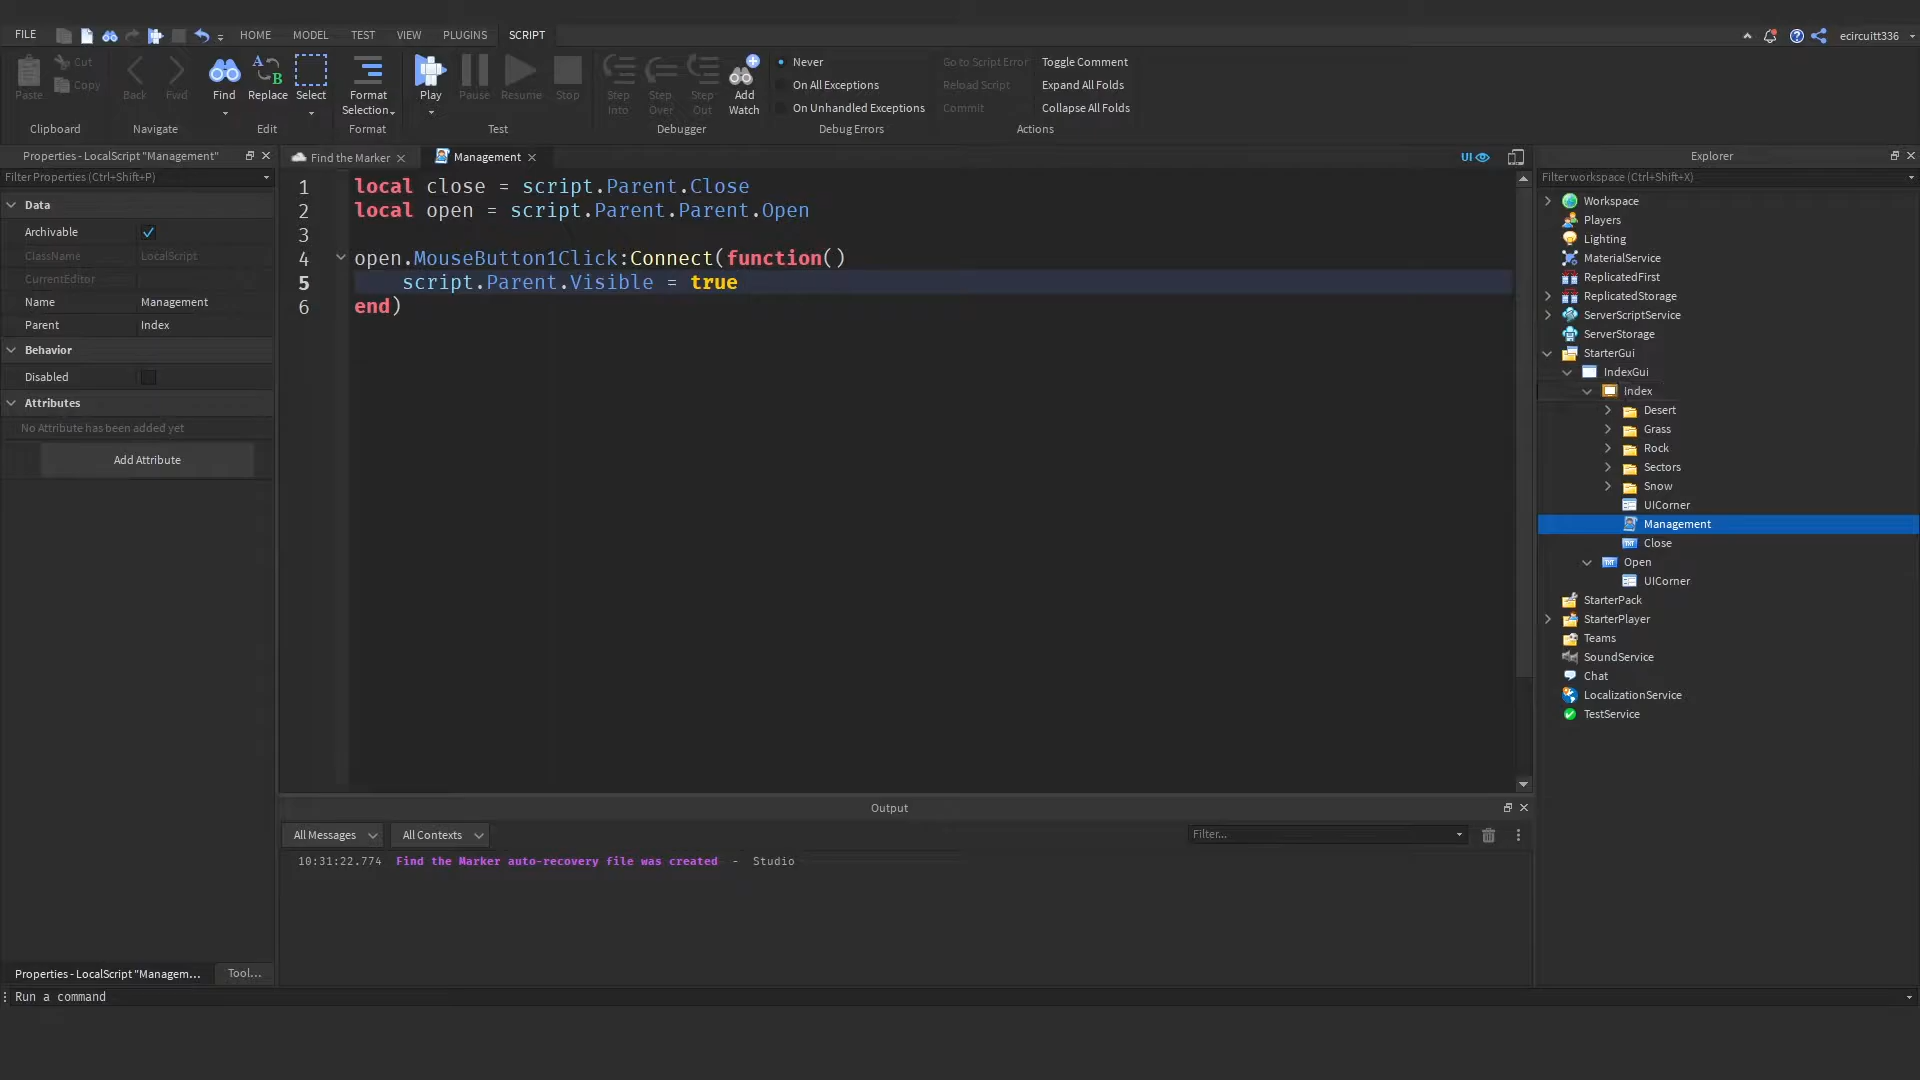 FILE HOME MODEL TEST VIEW PLUGINS SCRIPT ecircuitt336
Paste Cut Copy Back Fwd Find Replace Select Format Selection Play Pause Resume Stop Step Into Step Over Step Out Add Watch
Never Go to Script Error Toggle Comment
On All Exceptions Reload Script Expand All Folds
On Unhandled Exceptions Commit Collapse All Folds
Clipboard Navigate Edit Format Test Debugger Debug Errors Actions
Properties - LocalScript "Management"
Filter Properties (Ctrl+Shift+P)
Data
Archivable
ClassName LocalScript
CurrentEditor
Name Management
Parent Index
Behavior
Disabled
Attributes
No Attribute has been added yet
Add Attribute
Properties - LocalScript "Managem... Tool...
Find the Marker Management UI
1 local close = script.Parent.Close
2 local open = script.Parent.Parent.Open
3
4 open.MouseButton1Click:Connect(function()
5 script.Parent.Visible = true
6 end)
Output
All Messages All Contexts Filter...
10:31:22.774 Find the Marker auto-recovery file was created - Studio
Explorer
Filter workspace (Ctrl+Shift+X)
Workspace
Players
Lighting
MaterialService
ReplicatedFirst
ReplicatedStorage
ServerScriptService
ServerStorage
StarterGui
IndexGui
Index
Desert
Grass
Rock
Sectors
Snow
UICorner
Management
TXT Close
TXT Open
UICorner
StarterPack
StarterPlayer
Teams
SoundService
Chat
LocalizationService
TestService
Run a command